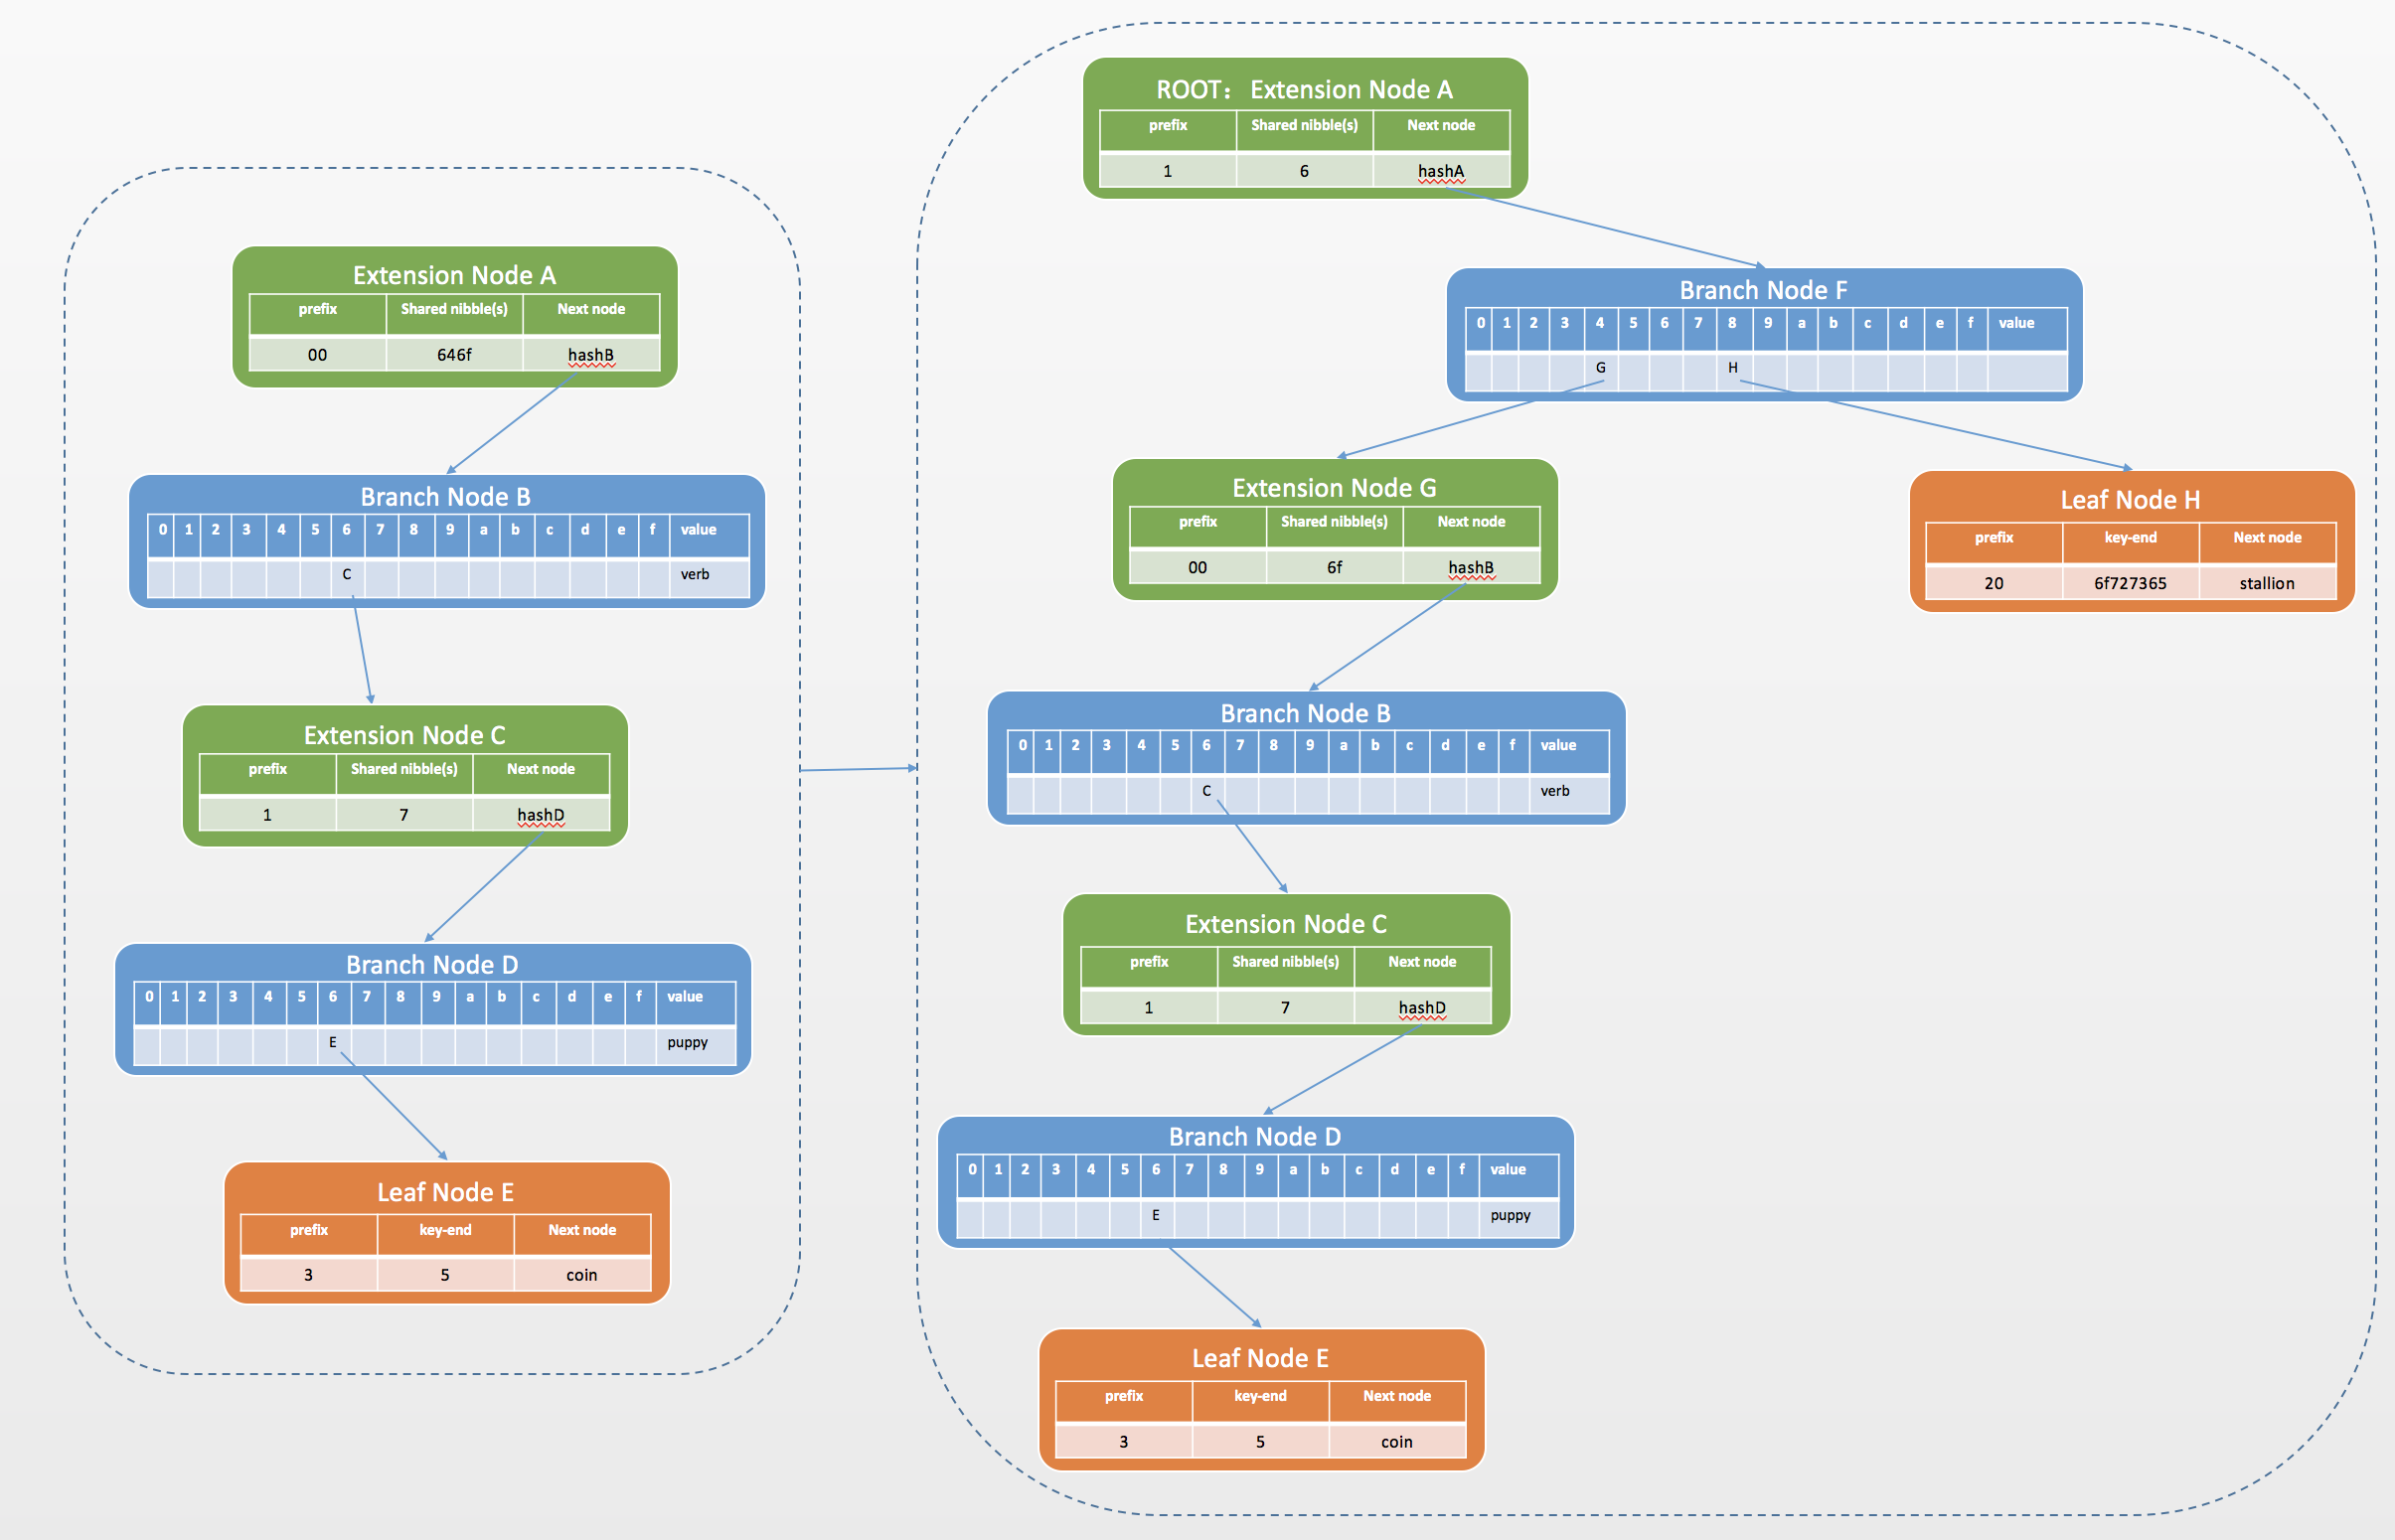 Extension Node A
prefix Shared nibble(s) Next node
00 646f hashB
Branch Node B
0 1 2 3 4 5 6 7 8 9 a b c d e f value
C verb
Extension Node C
prefix Shared nibble(s) Next node
1 7 hashD
Branch Node D
0 1 2 3 4 5 6 7 8 9 a b c d e f value
E puppy
Leaf Node E
prefix key-end Next node
3 5 coin
ROOT： Extension Node A
prefix Shared nibble(s) Next node
1 6 hashA
Branch Node F
0 1 2 3 4 5 6 7 8 9 a b c d e f value
G H
Extension Node G
prefix Shared nibble(s) Next node
00 6f hashB
Leaf Node H
prefix key-end Next node
20 6f727365 stallion
Branch Node B
0 1 2 3 4 5 6 7 8 9 a b c d e f value
C verb
Extension Node C
prefix Shared nibble(s) Next node
1 7 hashD
Branch Node D
0 1 2 3 4 5 6 7 8 9 a b c d e f value
E puppy
Leaf Node E
prefix key-end Next node
3 5 coin